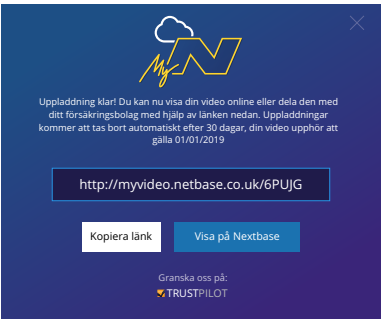 My N
Uppladdning klar! Du kan nu visa din video online eller dela den med
ditt försäkringsbolag med hjälp av länken nedan. Uppladdningar
kommer att tas bort automatiskt efter 30 dagar, din video upphör att
gälla 01/01/2019
http://myvideo.netbase.co.uk/6PUJG
Kopiera länk
Visa på Nextbase
Granska oss på:
TRUSTPILOT